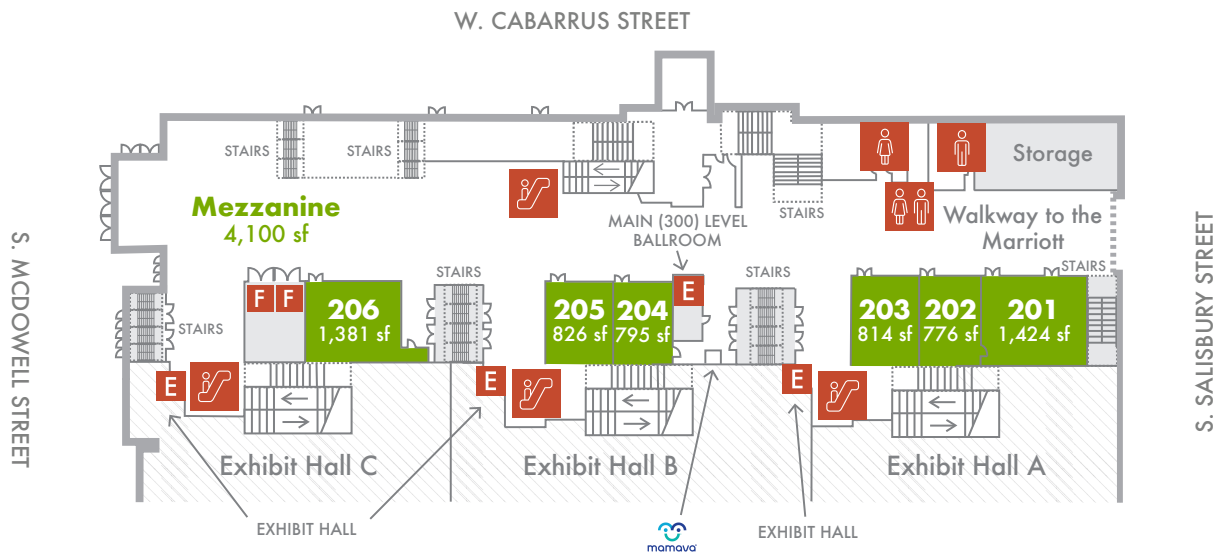 W. CABARRUS STREET
STAIRS
STAIRS
Storage
Mezzanine
4,100 sf
STAIRS
MAIN (300) LEVEL
BALLROOM
Walkway to the
Marriott
S. MCDOWELL STREET
S. SALISBURY STREET
STAIRS
STAIRS
STAIRS
F
F
206
1,381 sf
205
826 sf
204
795 sf
E
203
814 sf
202
776 sf
201
1,424 sf
STAIRS
E
E
E
Exhibit Hall C
Exhibit Hall B
Exhibit Hall A
EXHIBIT HALL
mamava
EXHIBIT HALL